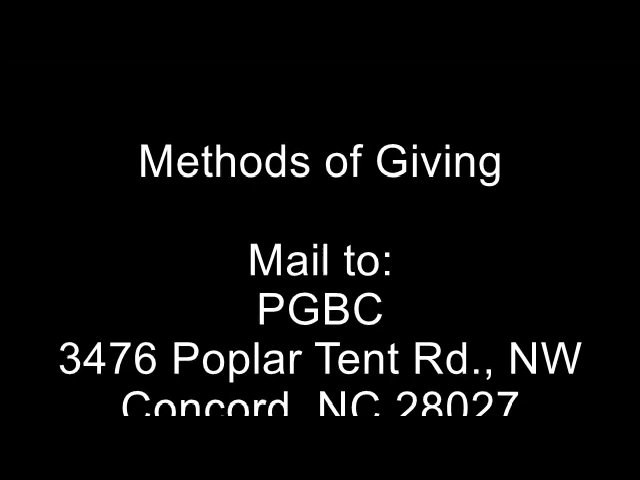 Methods of Giving
Mail to:
PGBC
3476 Poplar Tent Rd., NW
Concord, NC 28027